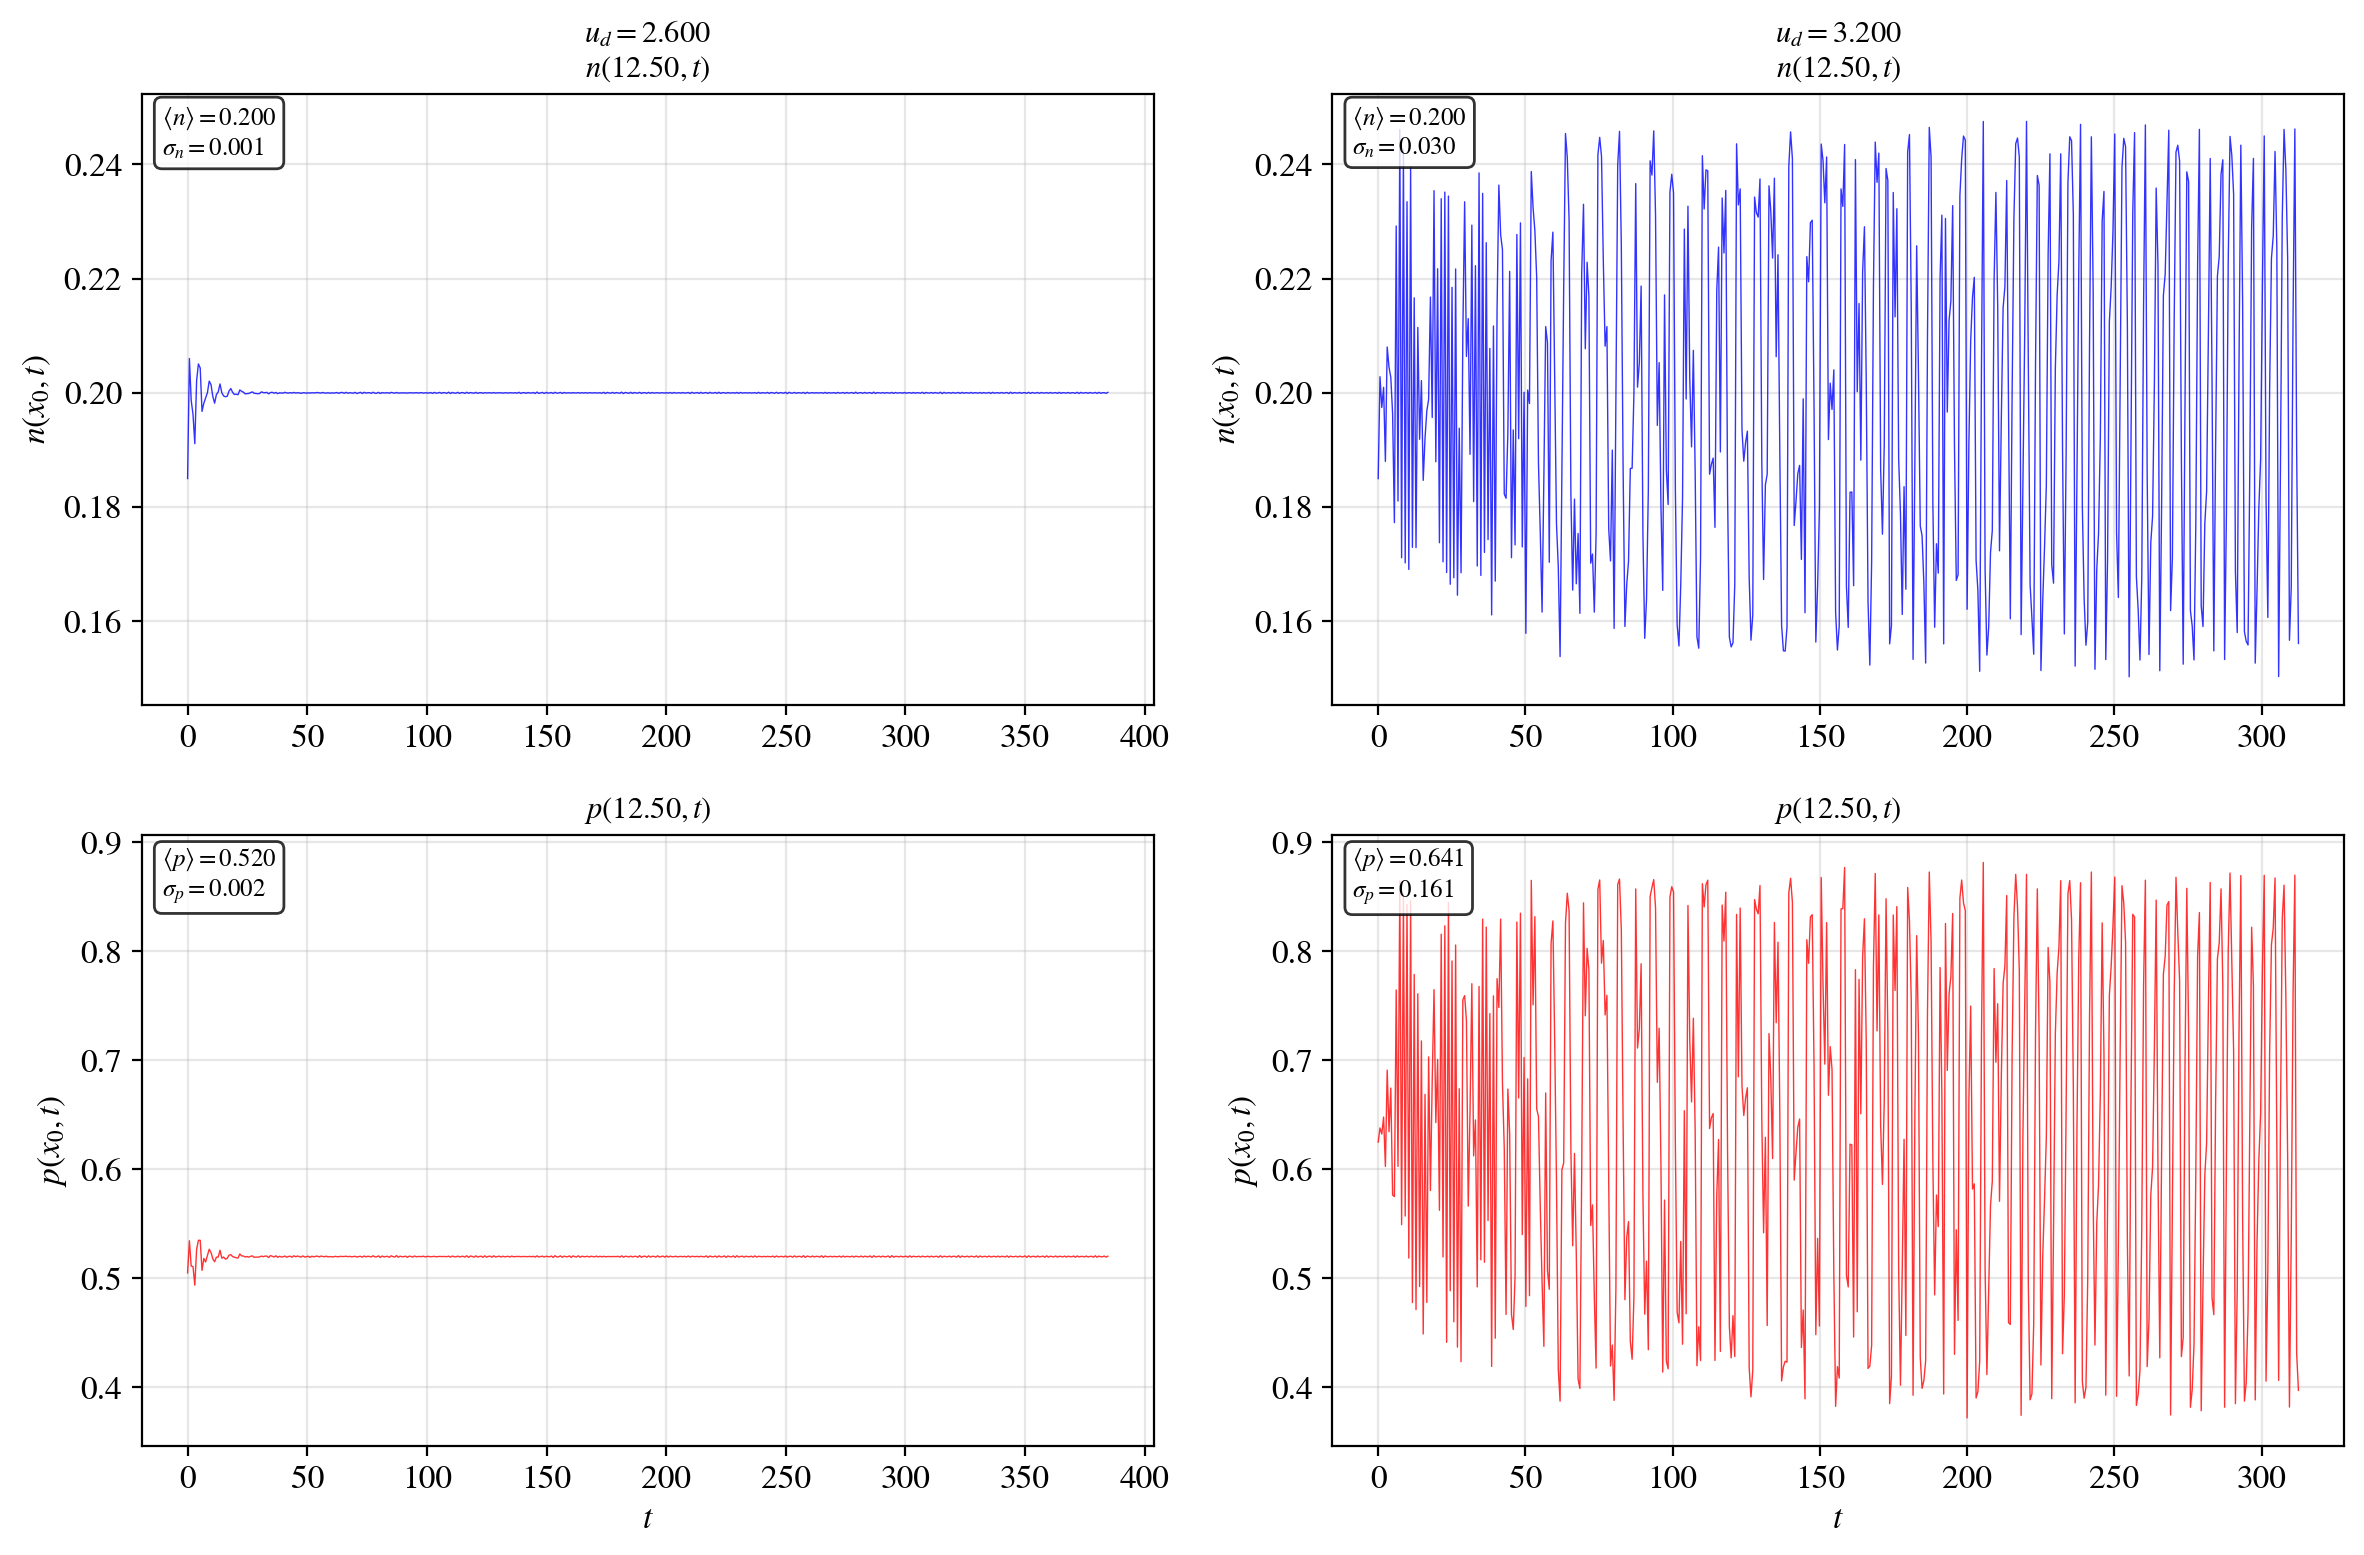 u_d = 2.600
n(12.50, t)
⟨n⟩ = 0.200
σ_n = 0.001
n(x_0, t)
0.24
0.22
0.20
0.18
0.16
0 50 100 150 200 250 300 350 400
u_d = 3.200
n(12.50, t)
⟨n⟩ = 0.200
σ_n = 0.030
n(x_0, t)
0.24
0.22
0.20
0.18
0.16
0 50 100 150 200 250 300
p(12.50, t)
⟨p⟩ = 0.520
σ_p = 0.002
p(x_0, t)
0.9
0.8
0.7
0.6
0.5
0.4
0 50 100 150 200 250 300 350 400
t
p(12.50, t)
⟨p⟩ = 0.641
σ_p = 0.161
p(x_0, t)
0.9
0.8
0.7
0.6
0.5
0.4
0 50 100 150 200 250 300
t